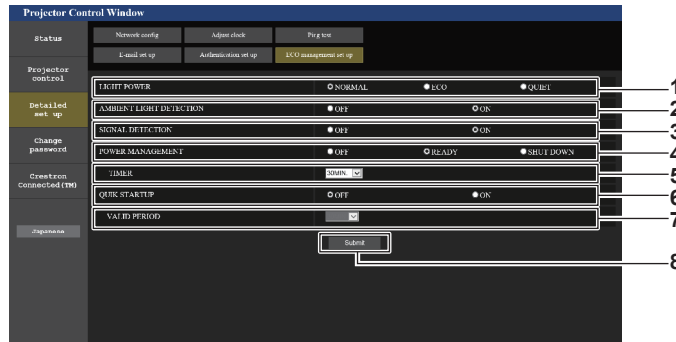 Projector Control Window
Status
Network config Adjust clock Ping test
E-mail set up Authentication set up ECO management set up
Projector
control
LIGHT POWER NORMAL ECO QUIET 1
Detailed
set up
AMBIENT LIGHT DETECTION OFF ON 2
SIGNAL DETECTION OFF ON 3
Change
password
POWER MANAGEMENT OFF READY SHUT DOWN 4
Crestron
Connected(TM)
TIMER 30MIN. 5
QUIK STARTUP OFF ON 6
VALID PERIOD 7
Japanese
Submit 8